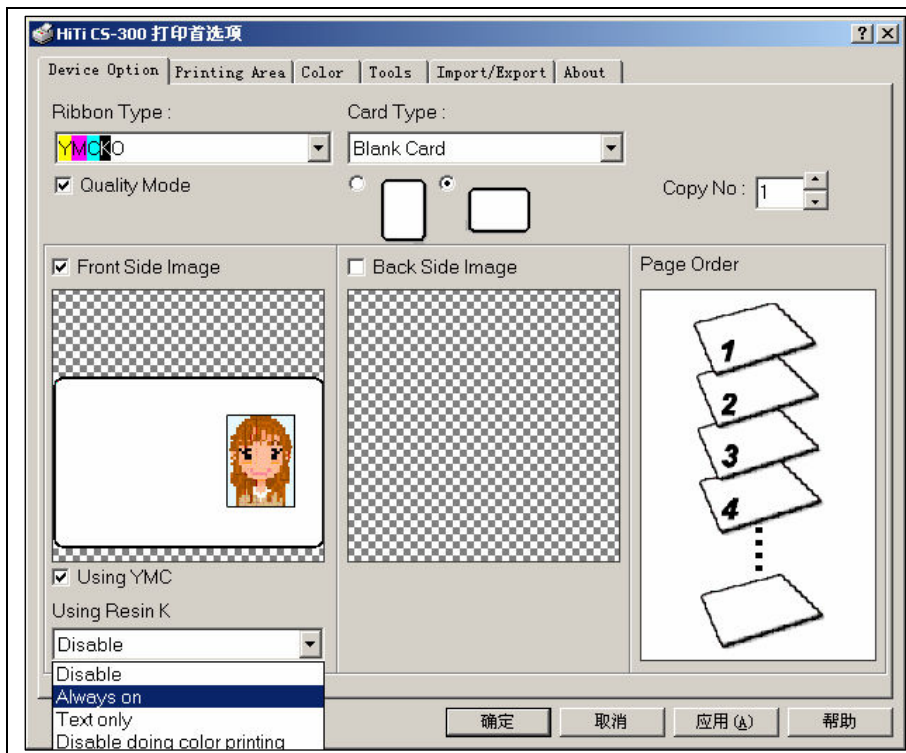 HiTi CS-300 打印首选项
Device Option Printing Area Color Tools Import/Export About
Ribbon Type :
YMCKO
Card Type :
Blank Card
Quality Mode
Copy No : 1
Front Side Image
Back Side Image
Page Order
1
2
3
4
Using YMC
Using Resin K
Disable
Disable
Always on
Text only
Disable doing color printing
确定 取消 应用(A) 帮助